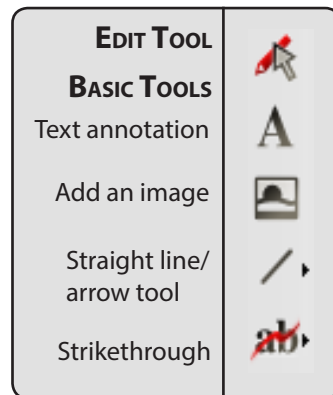 EDIT TOOL
BASIC TOOLS
Text annotation
A
Add an image
Straight line/
arrow tool
Strikethrough
ab